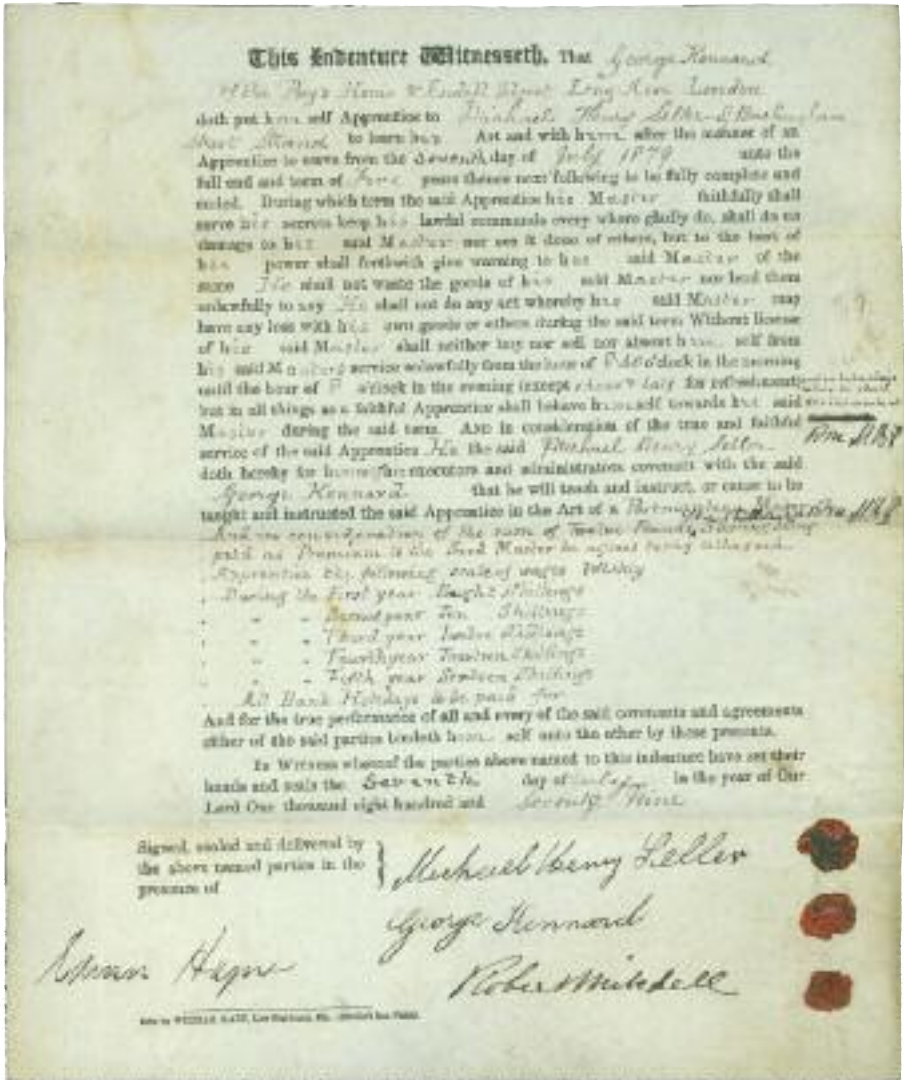 This Indenture Witnesseth, That George Kennard
of the Boys Home Endell Street Long Acre London
doth put him self Apprentice to Michael Henry Seller Buckingham
Street Strand to learn his Art and with him after the manner of an
Apprentice to serve from the seventh day of July 1879 unto the
full end and term of Five years thence next following to be fully complete and
ended. During which term the said Apprentice his Master faithfully shall
serve his secrets keep his lawful commands every where gladly do, shall do no
damage to his said Master nor see it done of others, but to the best of
his power shall forthwith give warning to his said Master of the
same He shall not waste the goods of his said Master nor lend them
unlawfully to any He shall not do any act whereby his said Master may
have any loss with his own goods or others during the said term Without license
of his said Master shall neither buy nor sell nor absent him self from
his said Masters service unlawfully from the hour of 8 o'clock in the morning
until the hour of 8 o'clock in the evening (except for refreshment
but in all things as a faithful Apprentice shall behave himself towards his said
Master during the said term. And in consideration of the true and faithful
service of the said Apprentice He the said Michael Henry Seller
doth hereby for executors and administrators covenant with the said
George Kennard that he will teach and instruct, or cause to be
taught and instructed the said Apprentice in the Art of a
And in consideration of the sum of Twelve Pounds
paid as Premium to the said Master he agrees
Apprentice the following scale of wages Weekly
During the First year Eight Shillings
" " " Second year Ten Shillings
" " " Third year Twelve Shillings
" " " Fourth year Fourteen Shillings
" " " Fifth year Sixteen Shillings
All Bank Holidays to be paid for
And for the true performance of all and every of the said covenants and agreements
either of the said parties bindeth him self unto the other by these presents.
In Witness whereof the parties above named to this indenture have set their
hands and seals the Seventh day of July in the year of Our
Lord One thousand eight hundred and Seventy Nine
Signed, sealed and delivered by
the above named parties in the
presence of
Michael Henry Seller
George Kennard
Robert Mitchell